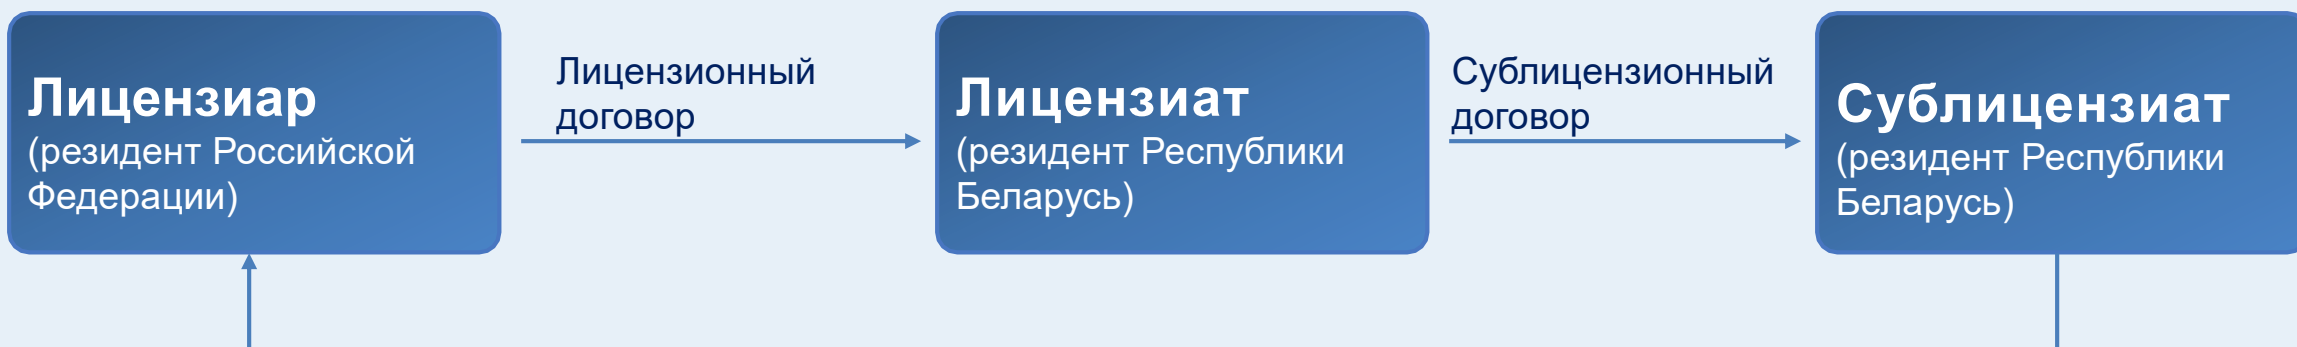 Лицензиар
(резидент Российской
Федерации)
Лицензионный
договор
Лицензиат
(резидент Республики
Беларусь)
Сублицензионный
договор
Сублицензиат
(резидент Республики
Беларусь)